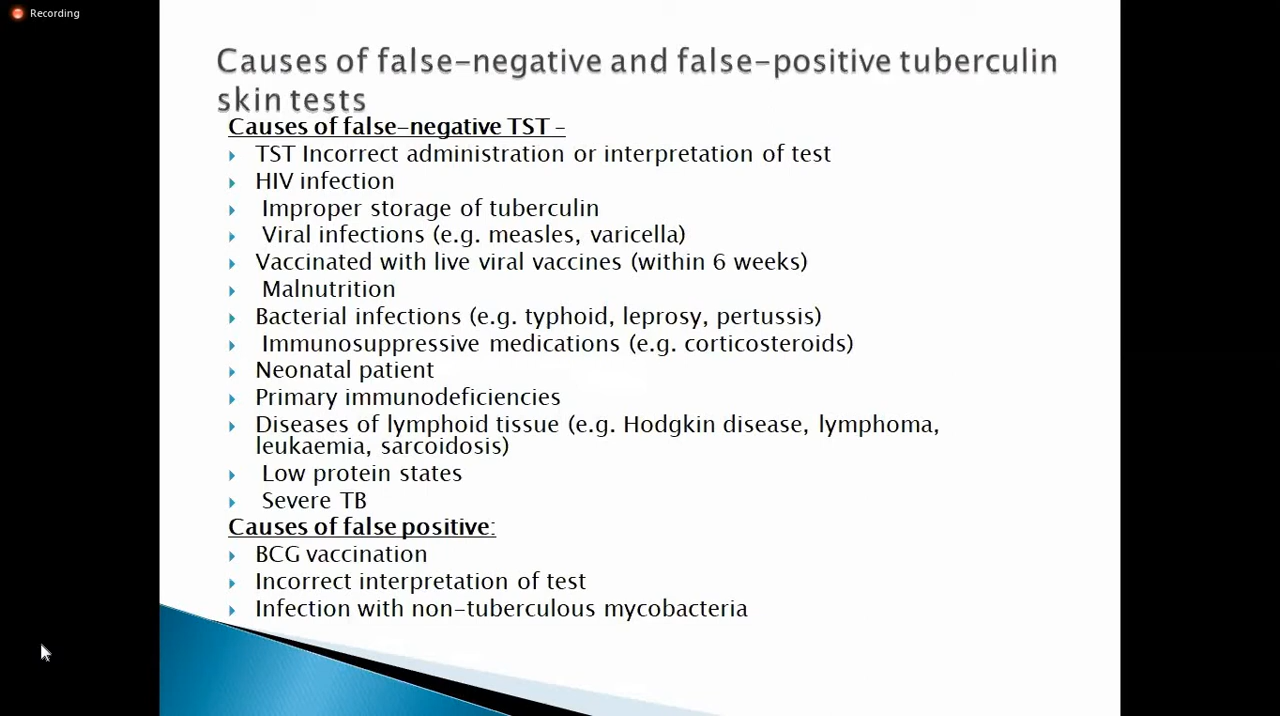 Recording
Causes of false-negative and false-positive tuberculin
skin tests
Causes of false-negative TST –
TST Incorrect administration or interpretation of test
HIV infection
Improper storage of tuberculin
Viral infections (e.g. measles, varicella)
Vaccinated with live viral vaccines (within 6 weeks)
Malnutrition
Bacterial infections (e.g. typhoid, leprosy, pertussis)
Immunosuppressive medications (e.g. corticosteroids)
Neonatal patient
Primary immunodeficiencies
Diseases of lymphoid tissue (e.g. Hodgkin disease, lymphoma,
leukaemia, sarcoidosis)
Low protein states
Severe TB
Causes of false positive:
BCG vaccination
Incorrect interpretation of test
Infection with non-tuberculous mycobacteria